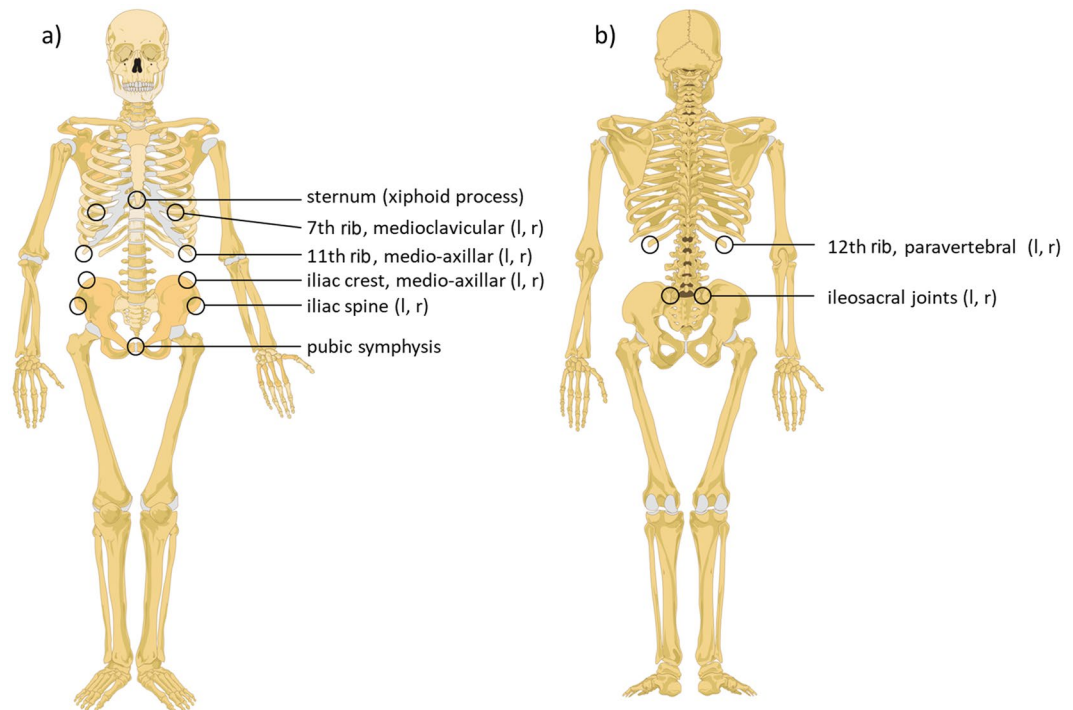 a)
sternum (xiphoid process)
7th rib, medioclavicular (l, r)
11th rib, medio-axillar (l, r)
iliac crest, medio-axillar (l, r)
iliac spine (l, r)
pubic symphysis
b)
12th rib, paravertebral (l, r)
ileosacral joints (l, r)